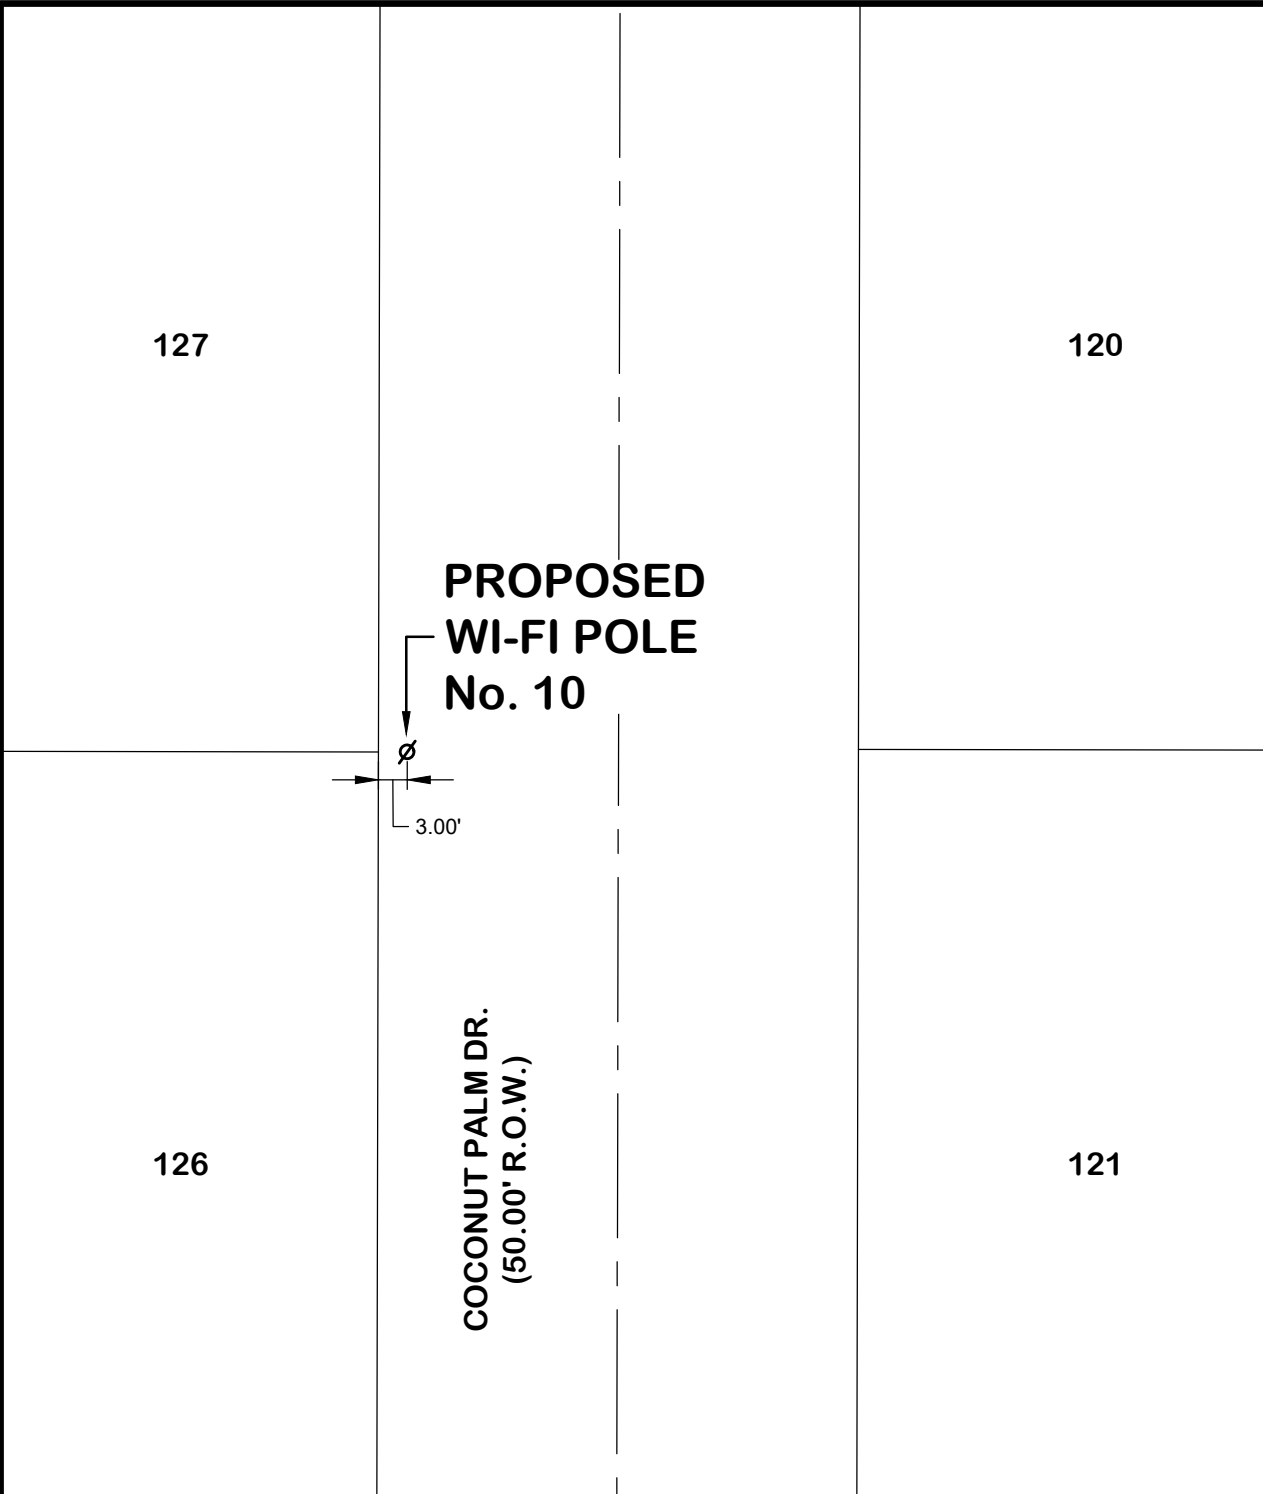 127
120
PROPOSED
WI-FI POLE
No. 10
3.00'
COCONUT PALM DR.
(50.00' R.O.W.)
126
121